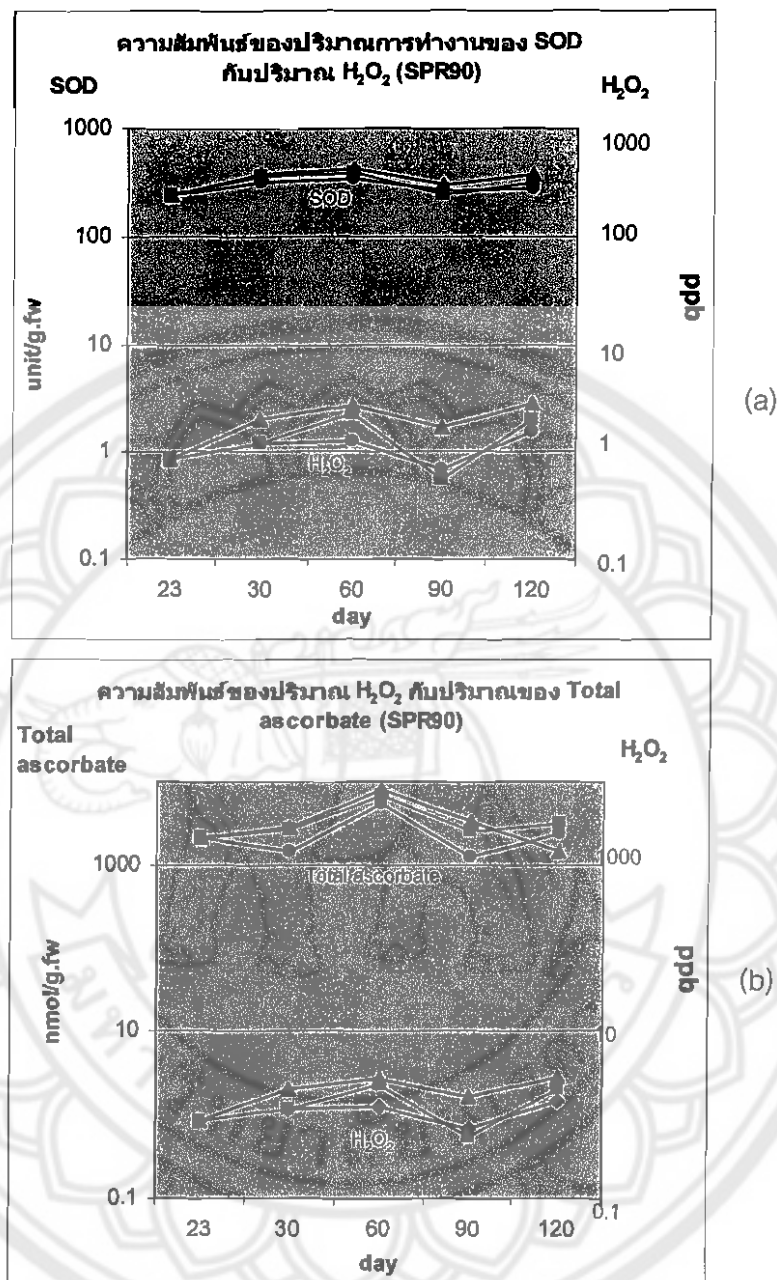 ความสัมพันธ์ของปริมาณการทำงานของ SOD
กับปริมาณ H₂O₂ (SPR90)
SOD
H₂O₂
1000
1000
SOD
100
100
unit/g.fw
ppb
10
10
(a)
1
1
H₂O₂
0.1
0.1
23 30 60 90 120
day
ความสัมพันธ์ของปริมาณ H₂O₂ กับปริมาณของ Total
ascorbate (SPR90)
Total
ascorbate
H₂O₂
1000
000
Total ascorbate
nmol/g.fw
ppb
(b)
10
0
H₂O₂
0.1
0.1
23 30 60 90 120
day